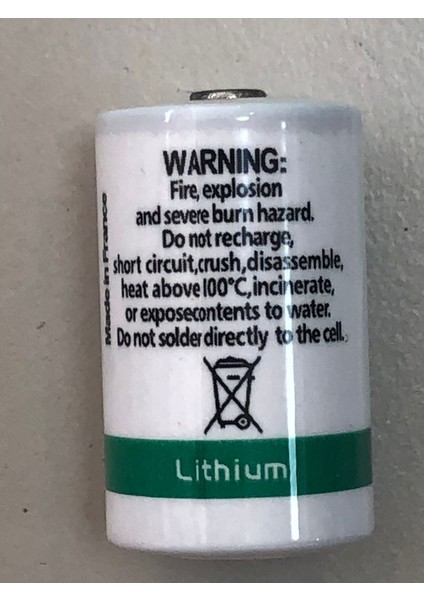 WARNING:
Fire, explosion
and severe burn hazard.
Do not recharge,
short circuit,crush,disassemble,
heat above 100°C, incinerate,
or exposecontents to water.
Do not solder directly to the cell.
Made in France
Lithium